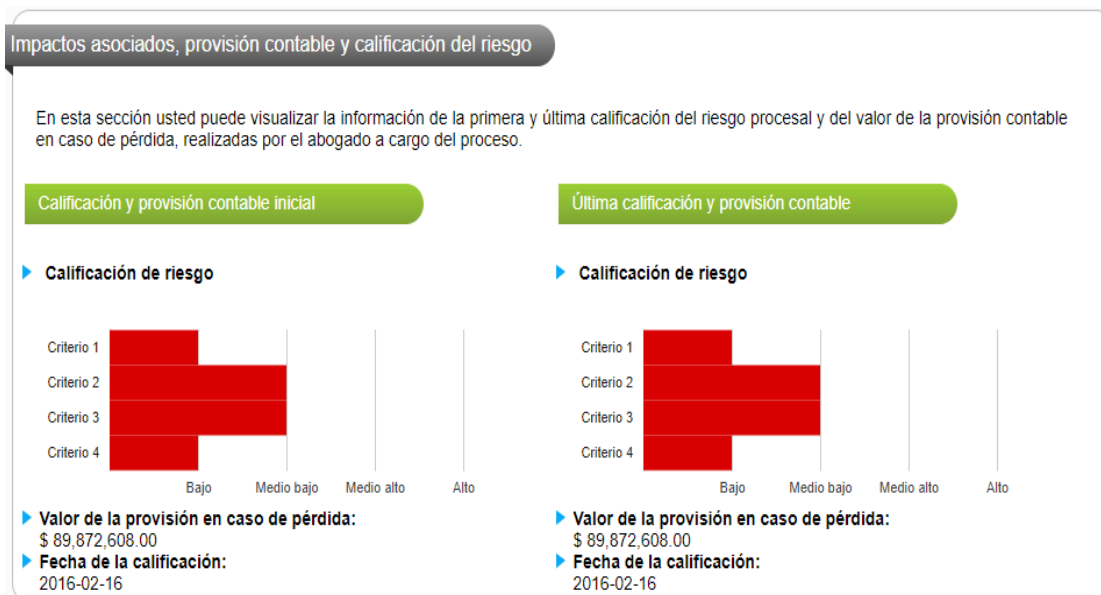 Impactos asociados, provisión contable y calificación del riesgo
En esta sección usted puede visualizar la información de la primera y última calificación del riesgo procesal y del valor de la provisión contable
en caso de pérdida, realizadas por el abogado a cargo del proceso.
Calificación y provisión contable inicial
Calificación de riesgo
Criterio 1
Criterio 2
Criterio 3
Criterio 4
Bajo Medio bajo Medio alto Alto
Valor de la provisión en caso de pérdida:
$ 89,872,608.00
Fecha de la calificación:
2016-02-16
Última calificación y provisión contable
Calificación de riesgo
Criterio 1
Criterio 2
Criterio 3
Criterio 4
Bajo Medio bajo Medio alto Alto
Valor de la provisión en caso de pérdida:
$ 89,872,608.00
Fecha de la calificación:
2016-02-16